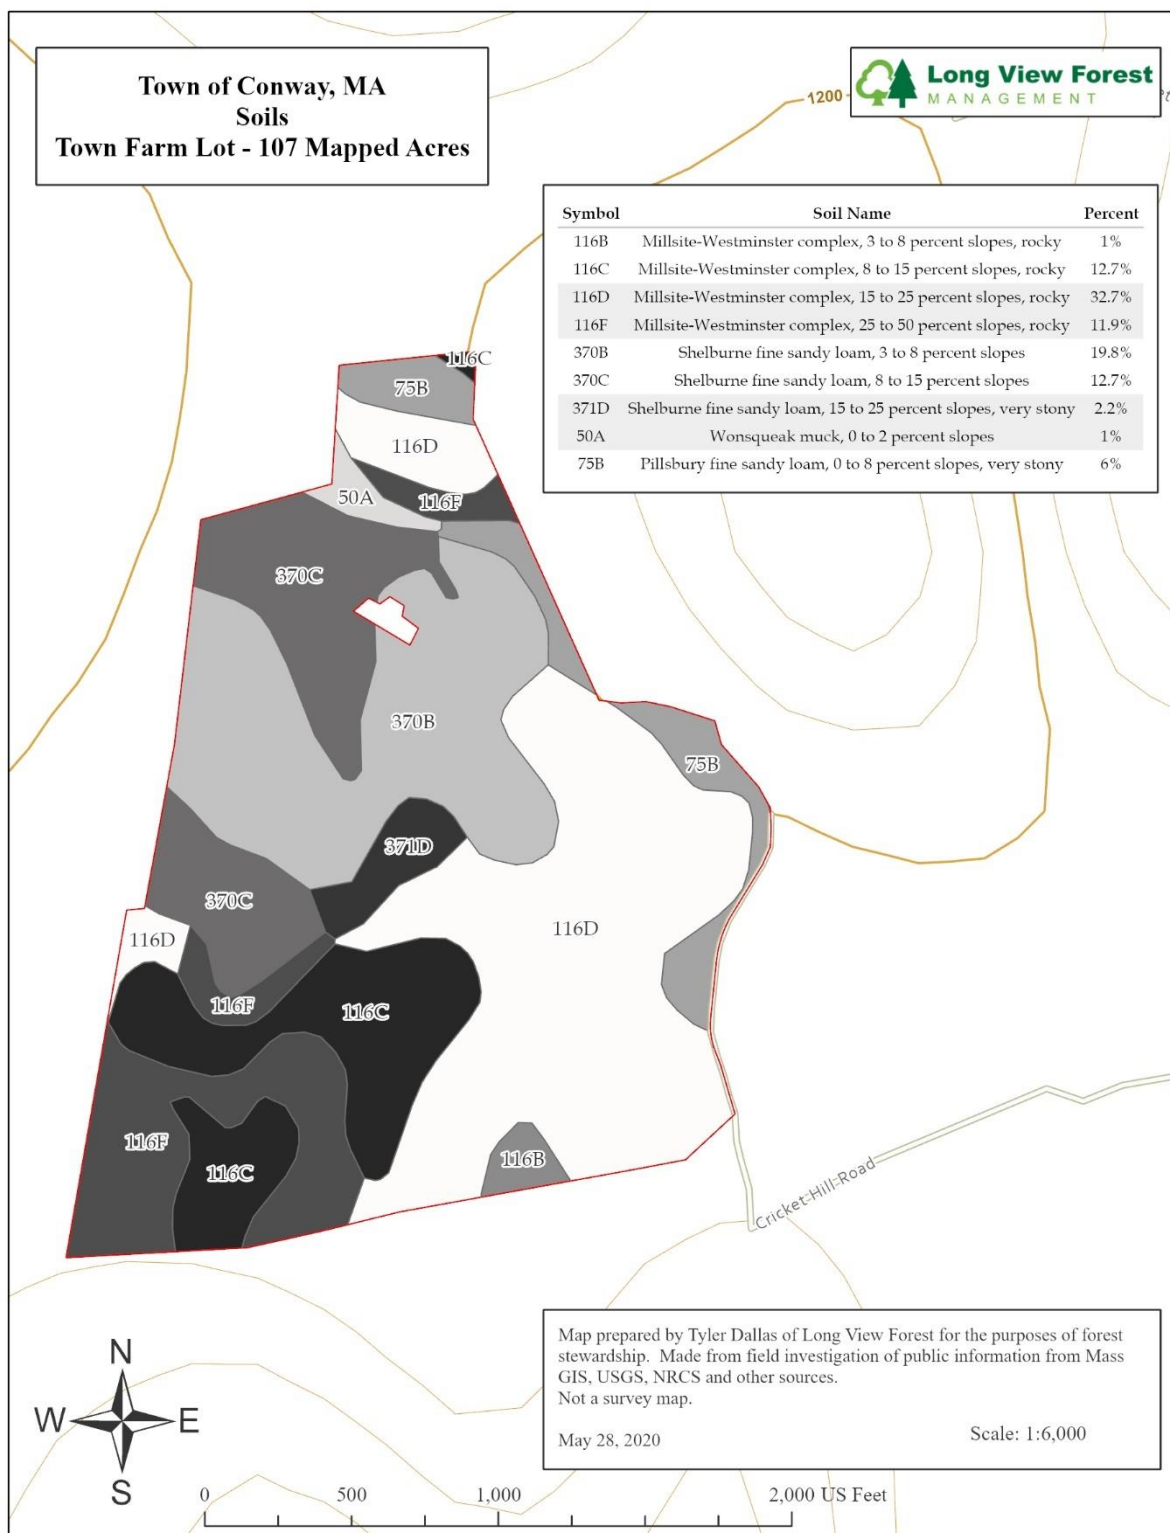 Town of Conway, MA
Soils
Town Farm Lot - 107 Mapped Acres
Long View Forest
MANAGEMENT
1200
Symbol Soil Name Percent
116B Millsite-Westminster complex, 3 to 8 percent slopes, rocky 1%
116C Millsite-Westminster complex, 8 to 15 percent slopes, rocky 12.7%
116D Millsite-Westminster complex, 15 to 25 percent slopes, rocky 32.7%
116F Millsite-Westminster complex, 25 to 50 percent slopes, rocky 11.9%
370B Shelburne fine sandy loam, 3 to 8 percent slopes 19.8%
370C Shelburne fine sandy loam, 8 to 15 percent slopes 12.7%
371D Shelburne fine sandy loam, 15 to 25 percent slopes, very stony 2.2%
50A Wonsqueak muck, 0 to 2 percent slopes 1%
75B Pillsbury fine sandy loam, 0 to 8 percent slopes, very stony 6%
116C
75B
116D
50A
116F
370C
370B
75B
371D
370C
116D
116D
116F
116C
116F
116C
116B
Cricket Hill Road
Map prepared by Tyler Dallas of Long View Forest for the purposes of forest
stewardship. Made from field investigation of public information from Mass
GIS, USGS, NRCS and other sources.
Not a survey map.
May 28, 2020
Scale: 1:6,000
N
W E
S
0 500 1,000 2,000 US Feet